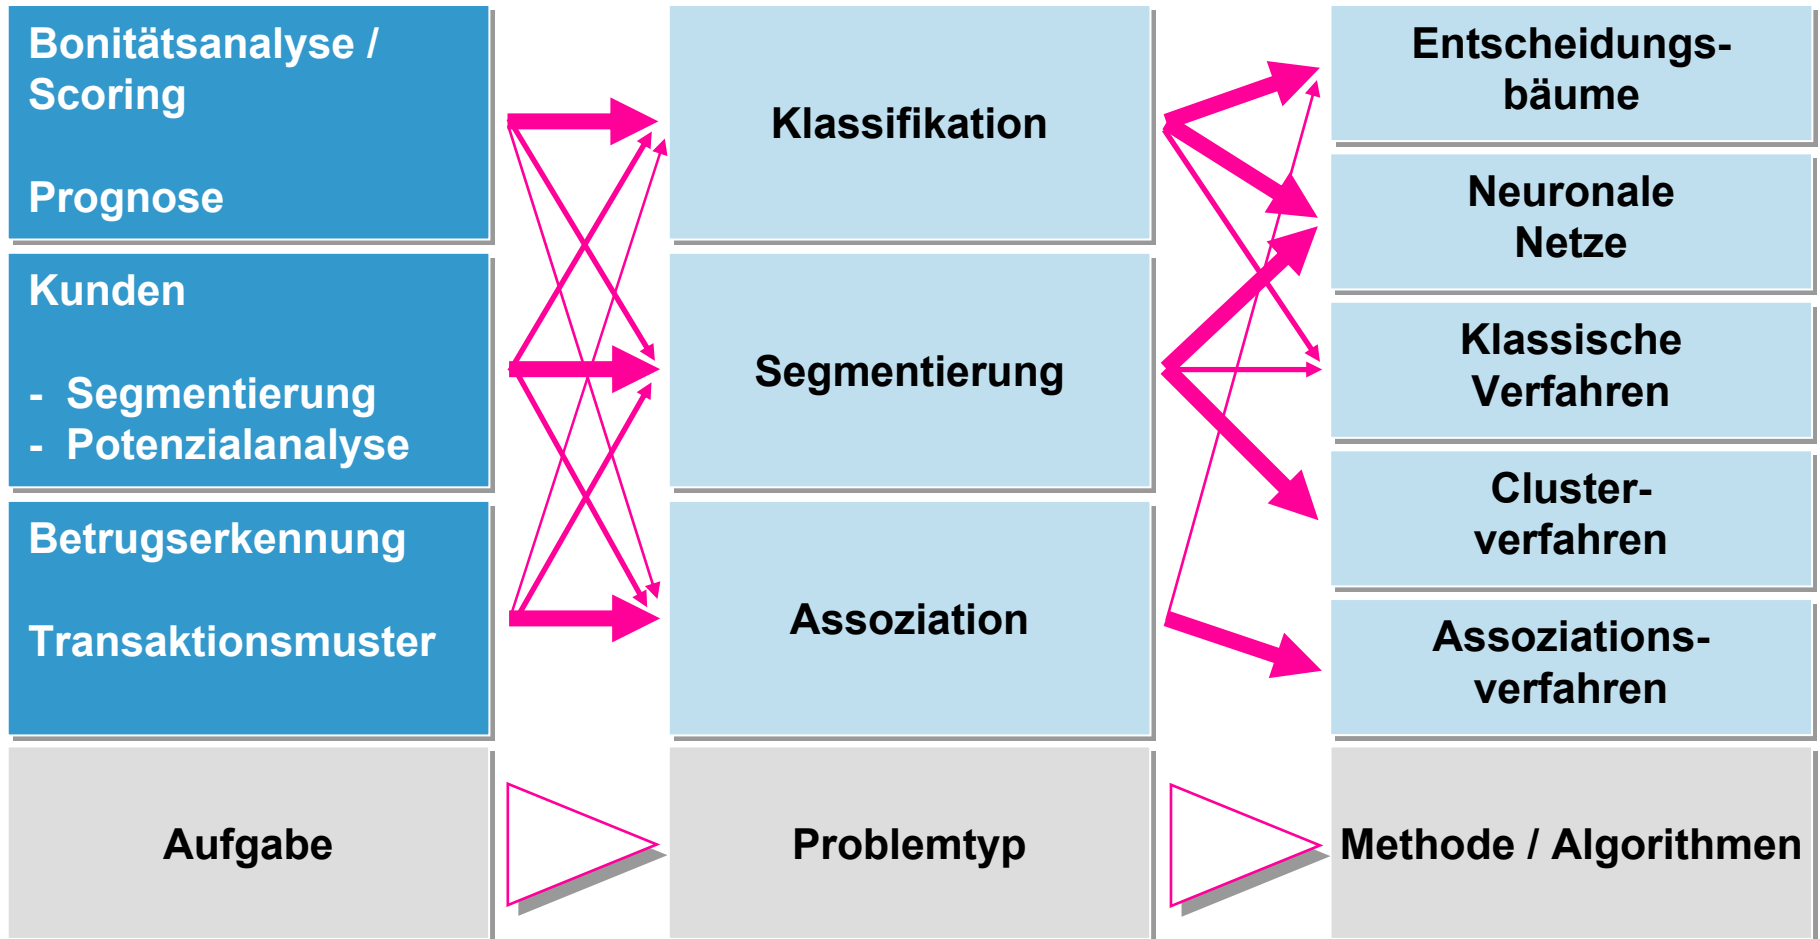 Bonitätsanalyse /
Scoring
Prognose
Kunden
- Segmentierung
- Potenzialanalyse
Betrugserkennung
Transaktionsmuster
Aufgabe
Klassifikation
Segmentierung
Assoziation
Problemtyp
Entscheidungs-
bäume
Neuronale
Netze
Klassische
Verfahren
Cluster-
verfahren
Assoziations-
verfahren
Methode / Algorithmen